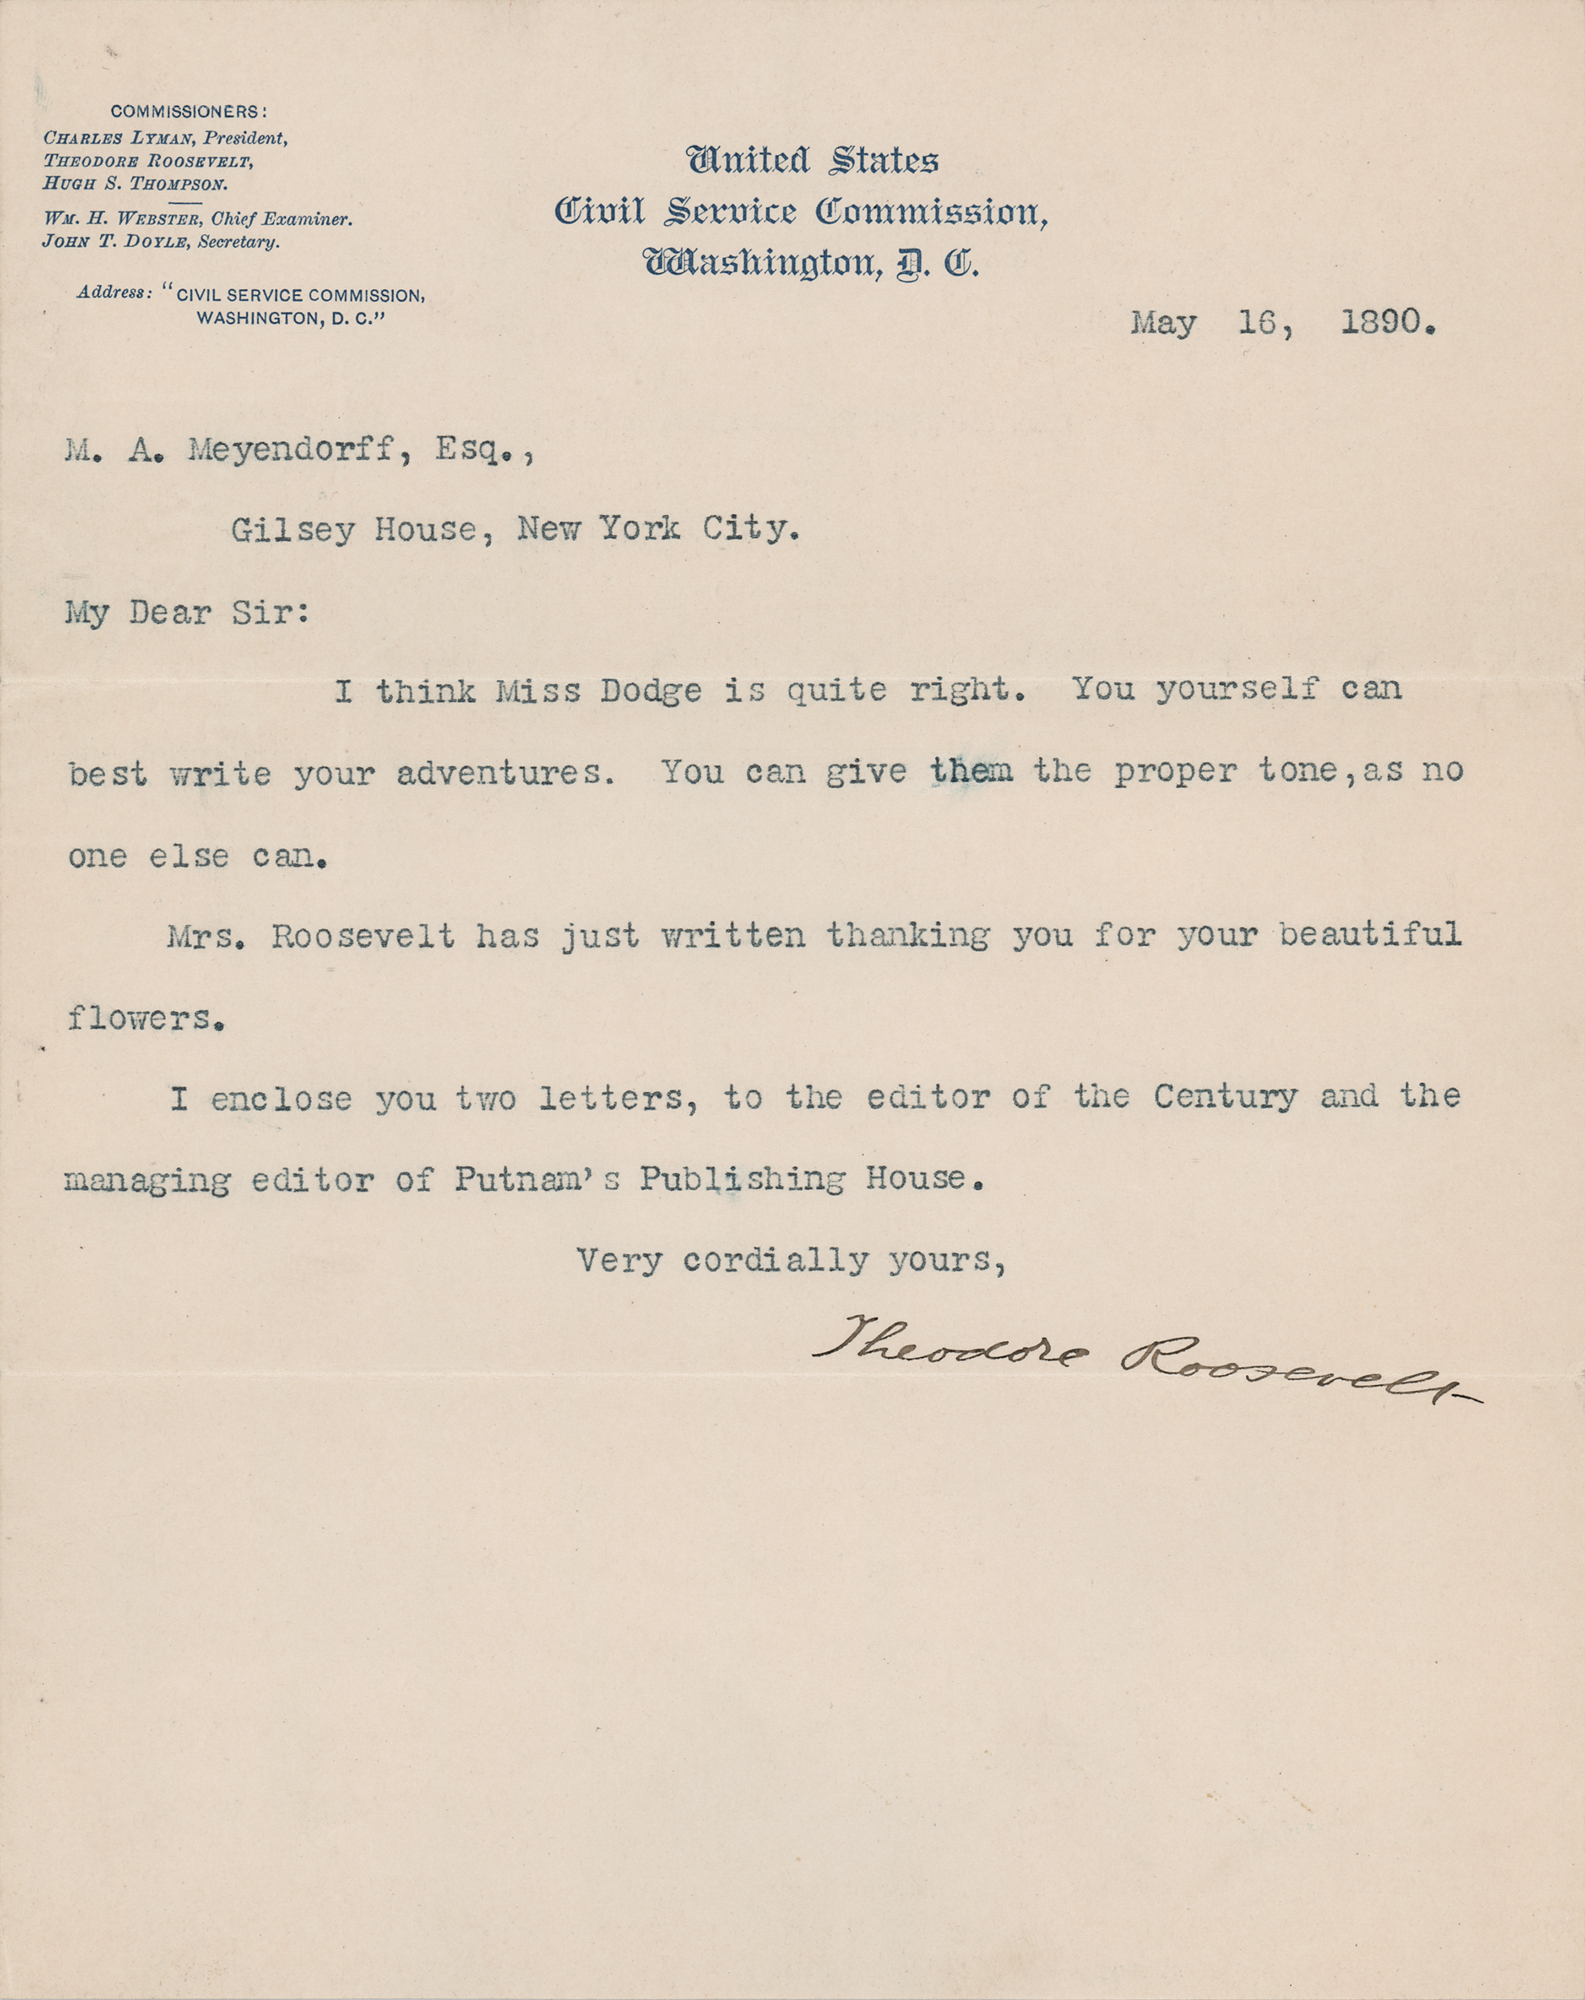 COMMISSIONERS:
CHARLES LYMAN, President,
THEODORE ROOSEVELT,
HUGH S. THOMPSON.
WM. H. WEBSTER, Chief Examiner.
JOHN T. DOYLE, Secretary.
Address: "CIVIL SERVICE COMMISSION,
WASHINGTON, D. C."
United States
Civil Service Commission,
Washington, D. C.
May 16, 1890.
M. A. Meyendorff, Esq.,
Gilsey House, New York City.
My Dear Sir:
I think Miss Dodge is quite right. You yourself can
best write your adventures. You can give them the proper tone,as no
one else can.
Mrs. Roosevelt has just written thanking you for your beautiful
flowers.
I enclose you two letters, to the editor of the Century and the
managing editor of Putnam's Publishing House.
Very cordially yours,
Theodore Roosevelt